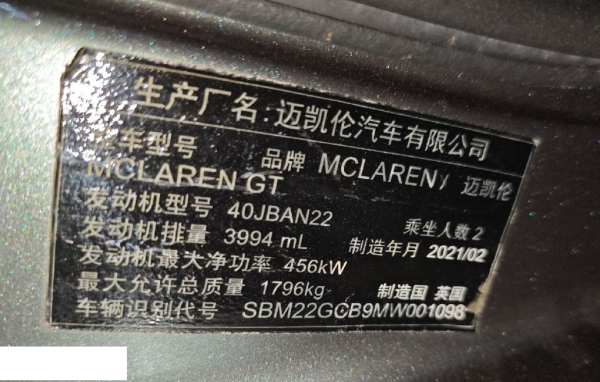 生产厂名：迈凯伦汽车有限公司
汽车型号 品牌 MCLAREN/ 迈凯伦
MCLAREN GT
发动机型号 40JBAN22 乘坐人数 2
发动机排量 3994 mL 制造年月 2021/02
发动机最大净功率 456kW
最大允许总质量 1796kg 制造国 英国
车辆识别代号 SBM22GCB9MW001098